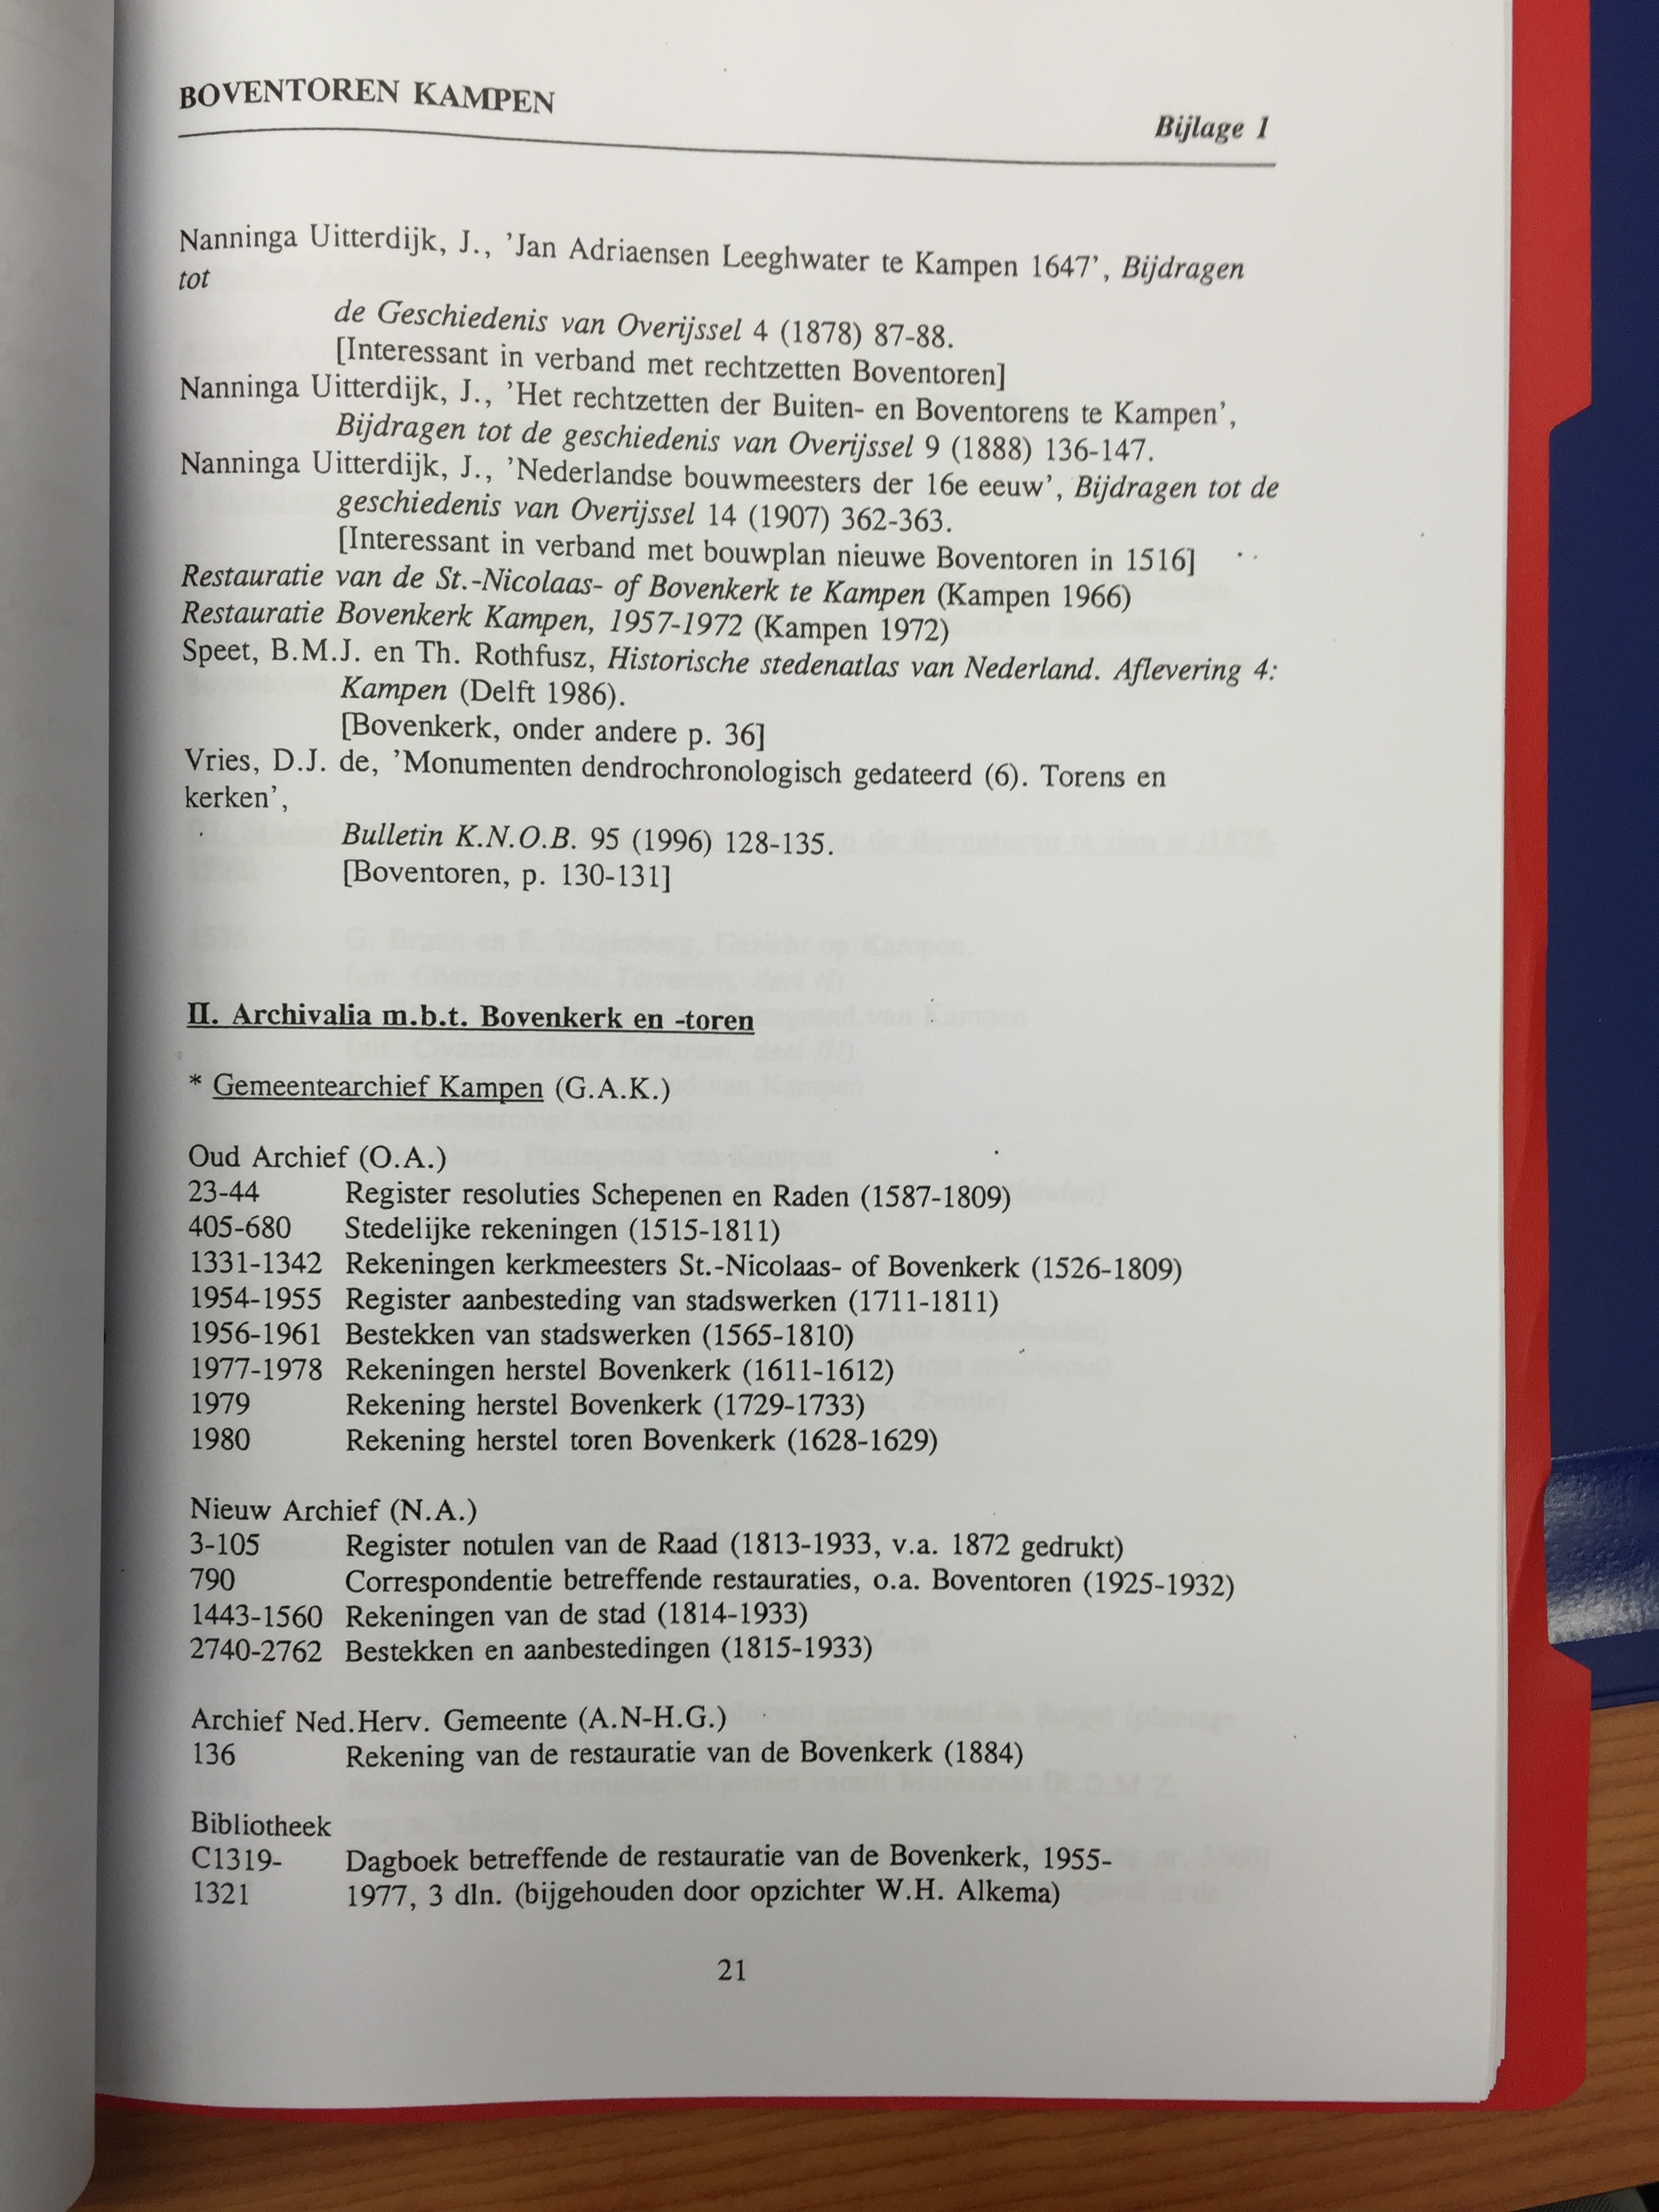 BOVENTOREN KAMPEN
Bijlage 1
Nanninga Uitterdijk, J., 'Jan Adriaensen Leeghwater te Kampen 1647', Bijdragen
tot
de Geschiedenis van Overijssel 4 (1878) 87-88.
[Interessant in verband met rechtzetten Boventoren]
Nanninga Uitterdijk, J., 'Het rechtzetten der Buiten- en Boventorens te Kampen',
Bijdragen tot de geschiedenis van Overijssel 9 (1888) 136-147.
Nanninga Uitterdijk, J., 'Nederlandse bouwmeesters der 16e eeuw', Bijdragen tot de
geschiedenis van Overijssel 14 (1907) 362-363.
[Interessant in verband met bouwplan nieuwe Boventoren in 1516]
Restauratie van de St.-Nicolaas- of Bovenkerk te Kampen (Kampen 1966)
Restauratie Bovenkerk Kampen, 1957-1972 (Kampen 1972)
Speet, B.M.J. en Th. Rothfusz, Historische stedenatlas van Nederland. Aflevering 4:
Kampen (Delft 1986).
[Bovenkerk, onder andere p. 36]
Vries, D.J. de, 'Monumenten dendrochronologisch gedateerd (6). Torens en
kerken',
Bulletin K.N.O.B. 95 (1996) 128-135.
[Boventoren, p. 130-131]
II. Archivalia m.b.t. Bovenkerk en -toren
* Gemeentearchief Kampen (G.A.K.)
Oud Archief (O.A.)
23-44 Register resoluties Schepenen en Raden (1587-1809)
405-680 Stedelijke rekeningen (1515-1811)
1331-1342 Rekeningen kerkmeesters St.-Nicolaas- of Bovenkerk (1526-1809)
1954-1955 Register aanbesteding van stadswerken (1711-1811)
1956-1961 Bestekken van stadswerken (1565-1810)
1977-1978 Rekeningen herstel Bovenkerk (1611-1612)
1979 Rekening herstel Bovenkerk (1729-1733)
1980 Rekening herstel toren Bovenkerk (1628-1629)
Nieuw Archief (N.A.)
3-105 Register notulen van de Raad (1813-1933, v.a. 1872 gedrukt)
790 Correspondentie betreffende restauraties, o.a. Boventoren (1925-1932)
1443-1560 Rekeningen van de stad (1814-1933)
2740-2762 Bestekken en aanbestedingen (1815-1933)
Archief Ned.Herv. Gemeente (A.N-H.G.)
136 Rekening van de restauratie van de Bovenkerk (1884)
Bibliotheek
C1319- Dagboek betreffende de restauratie van de Bovenkerk, 1955-
1321 1977, 3 dln. (bijgehouden door opzichter W.H. Alkema)
21